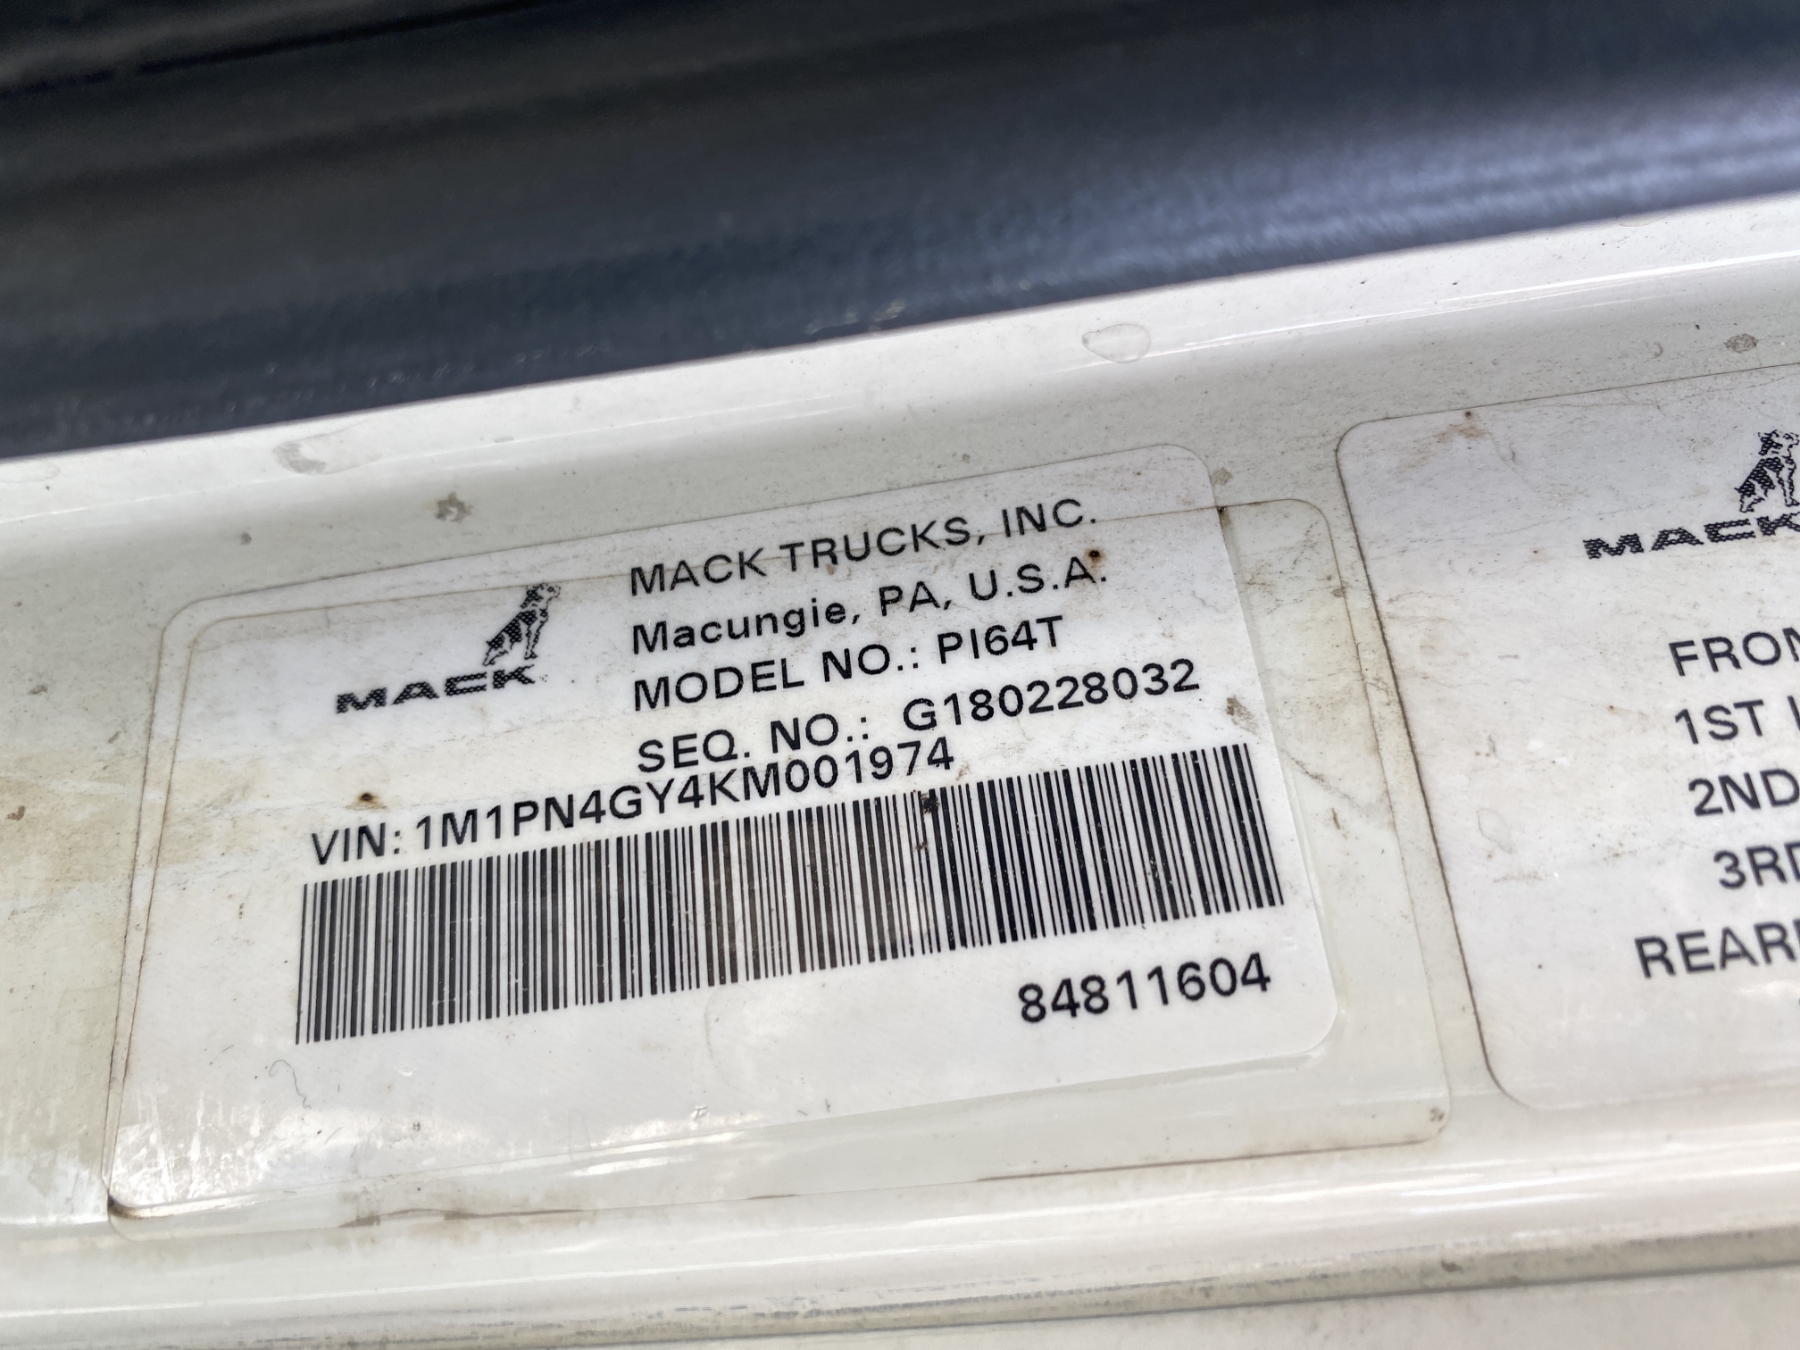 MACK
MACK TRUCKS, INC.
Macungie, PA, U.S.A.
MODEL NO.: PI64T
SEQ. NO.: G180228032
VIN: 1M1PN4GY4KM001974
84811604
MACK
FRON
1ST
2ND
3RD
REAR